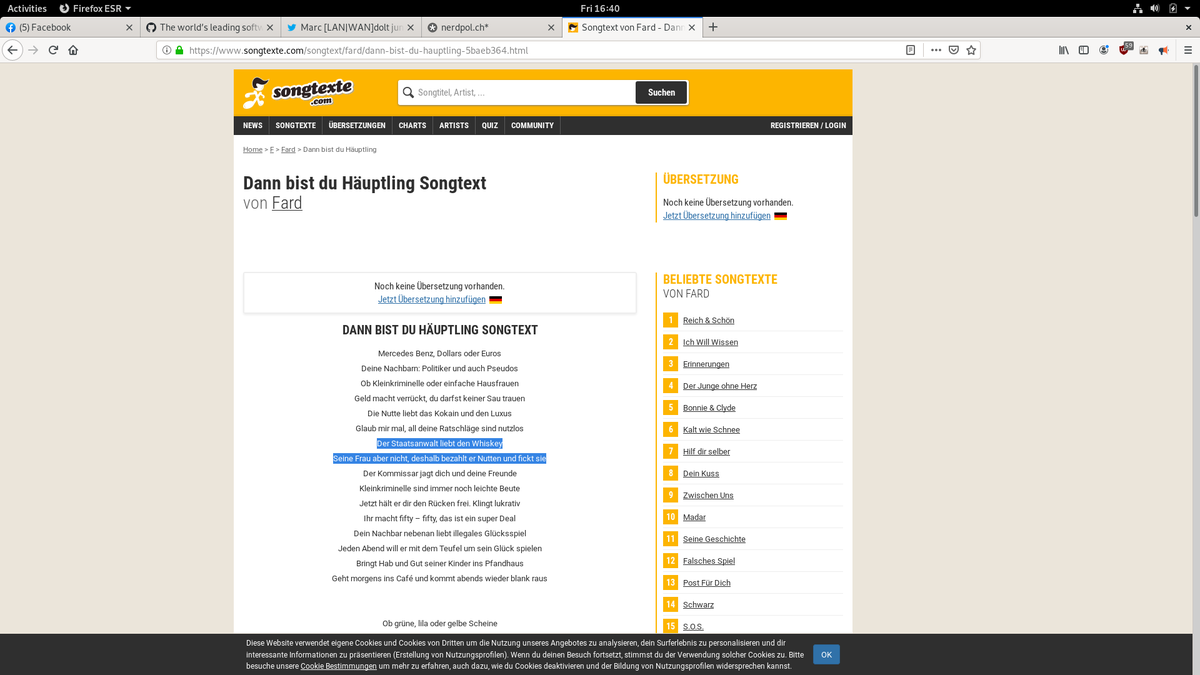 Activities Firefox ESR Fri 16:40
(5) Facebook The world's leading softw Marc [LAN|WAN]dolt jun nerdpol.ch* Songtext von Fard – Dann
https://www.songtexte.com/songtext/fard/dann-bist-du-hauptling-5baeb364.html 59
songtexte .com Songtitel, Artist, ... Suchen
NEWS SONGTEXTE ÜBERSETZUNGEN CHARTS ARTISTS QUIZ COMMUNITY REGISTRIEREN / LOGIN
Home > F > Fard > Dann bist du Häuptling
Dann bist du Häuptling Songtext
von Fard
ÜBERSETZUNG
Noch keine Übersetzung vorhanden.
Jetzt Übersetzung hinzufügen
Noch keine Übersetzung vorhanden.
Jetzt Übersetzung hinzufügen
DANN BIST DU HÄUPTLING SONGTEXT
Mercedes Benz, Dollars oder Euros
Deine Nachbarn: Politiker und auch Pseudos
Ob Kleinkriminelle oder einfache Hausfrauen
Geld macht verrückt, du darfst keiner Sau trauen
Die Nutte liebt das Kokain und den Luxus
Glaub mir mal, all deine Ratschläge sind nutzlos
Der Staatsanwalt liebt den Whiskey
Seine Frau aber nicht, deshalb bezahlt er Nutten und fickt sie
Der Kommissar jagt dich und deine Freunde
Kleinkriminelle sind immer noch leichte Beute
Jetzt hält er dir den Rücken frei. Klingt lukrativ
Ihr macht fifty – fifty, das ist ein super Deal
Dein Nachbar nebenan liebt illegales Glücksspiel
Jeden Abend will er mit dem Teufel um sein Glück spielen
Bringt Hab und Gut seiner Kinder ins Pfandhaus
Geht morgens ins Café und kommt abends wieder blank raus
Ob grüne, lila oder gelbe Scheine
BELIEBTE SONGTEXTE
VON FARD
1 Reich & Schön
2 Ich Will Wissen
3 Erinnerungen
4 Der Junge ohne Herz
5 Bonnie & Clyde
6 Kalt wie Schnee
7 Hilf dir selber
8 Dein Kuss
9 Zwischen Uns
10 Madar
11 Seine Geschichte
12 Falsches Spiel
13 Post Für Dich
14 Schwarz
15 S.O.S.
Diese Website verwendet eigene Cookies und Cookies von Dritten um die Nutzung unseres Angebotes zu analysieren, dein Surferlebnis zu personalisieren und dir
interessante Informationen zu präsentieren (Erstellung von Nutzungsprofilen). Wenn du deinen Besuch fortsetzt, stimmst du der Verwendung solcher Cookies zu. Bitte
besuche unsere Cookie Bestimmungen um mehr zu erfahren, auch dazu, wie du Cookies deaktivieren und der Bildung von Nutzungsprofilen widersprechen kannst.
OK